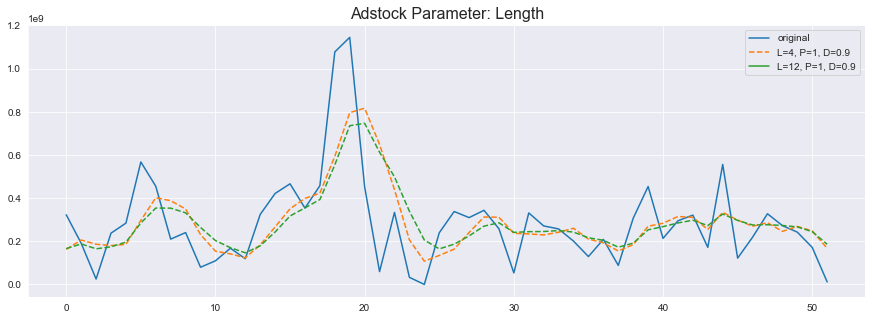 Adstock Parameter: Length
1e9
original
L=4, P=1, D=0.9
L=12, P=1, D=0.9
1.2
1.0
0.8
0.6
0.4
0.2
0.0
0 10 20 30 40 50